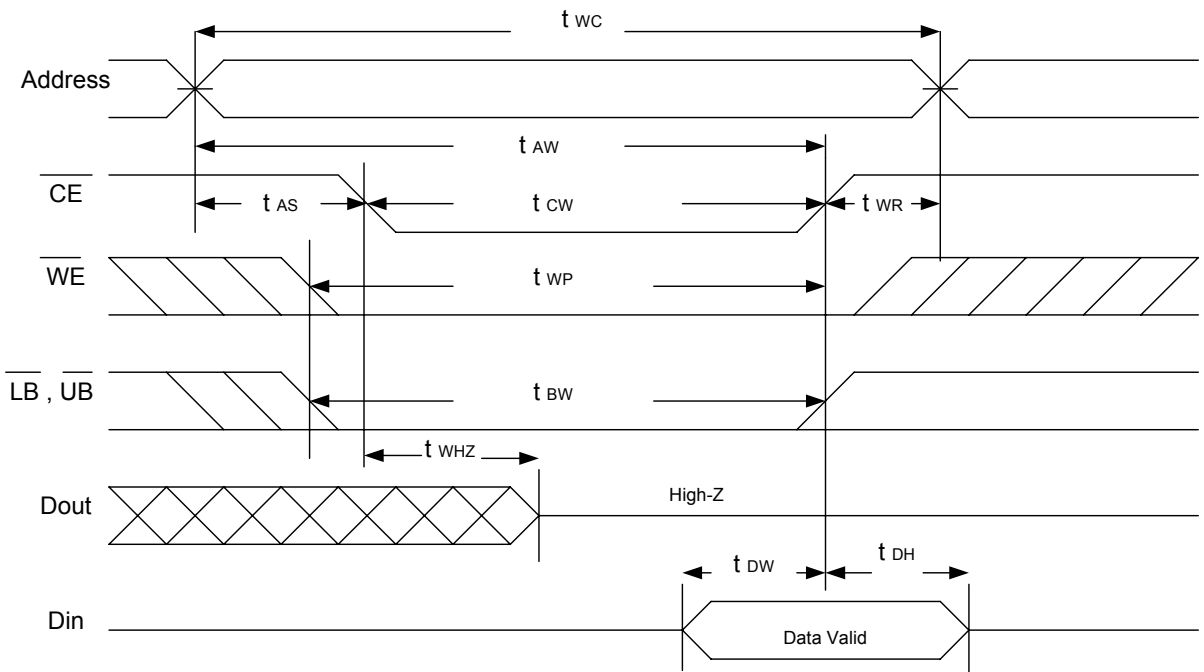 t WC
Address
t AW
CE
t AS
t CW
t WR
WE
t WP
LB , UB
t BW
t WHZ
Dout
High-Z
t DW
t DH
Din
Data Valid